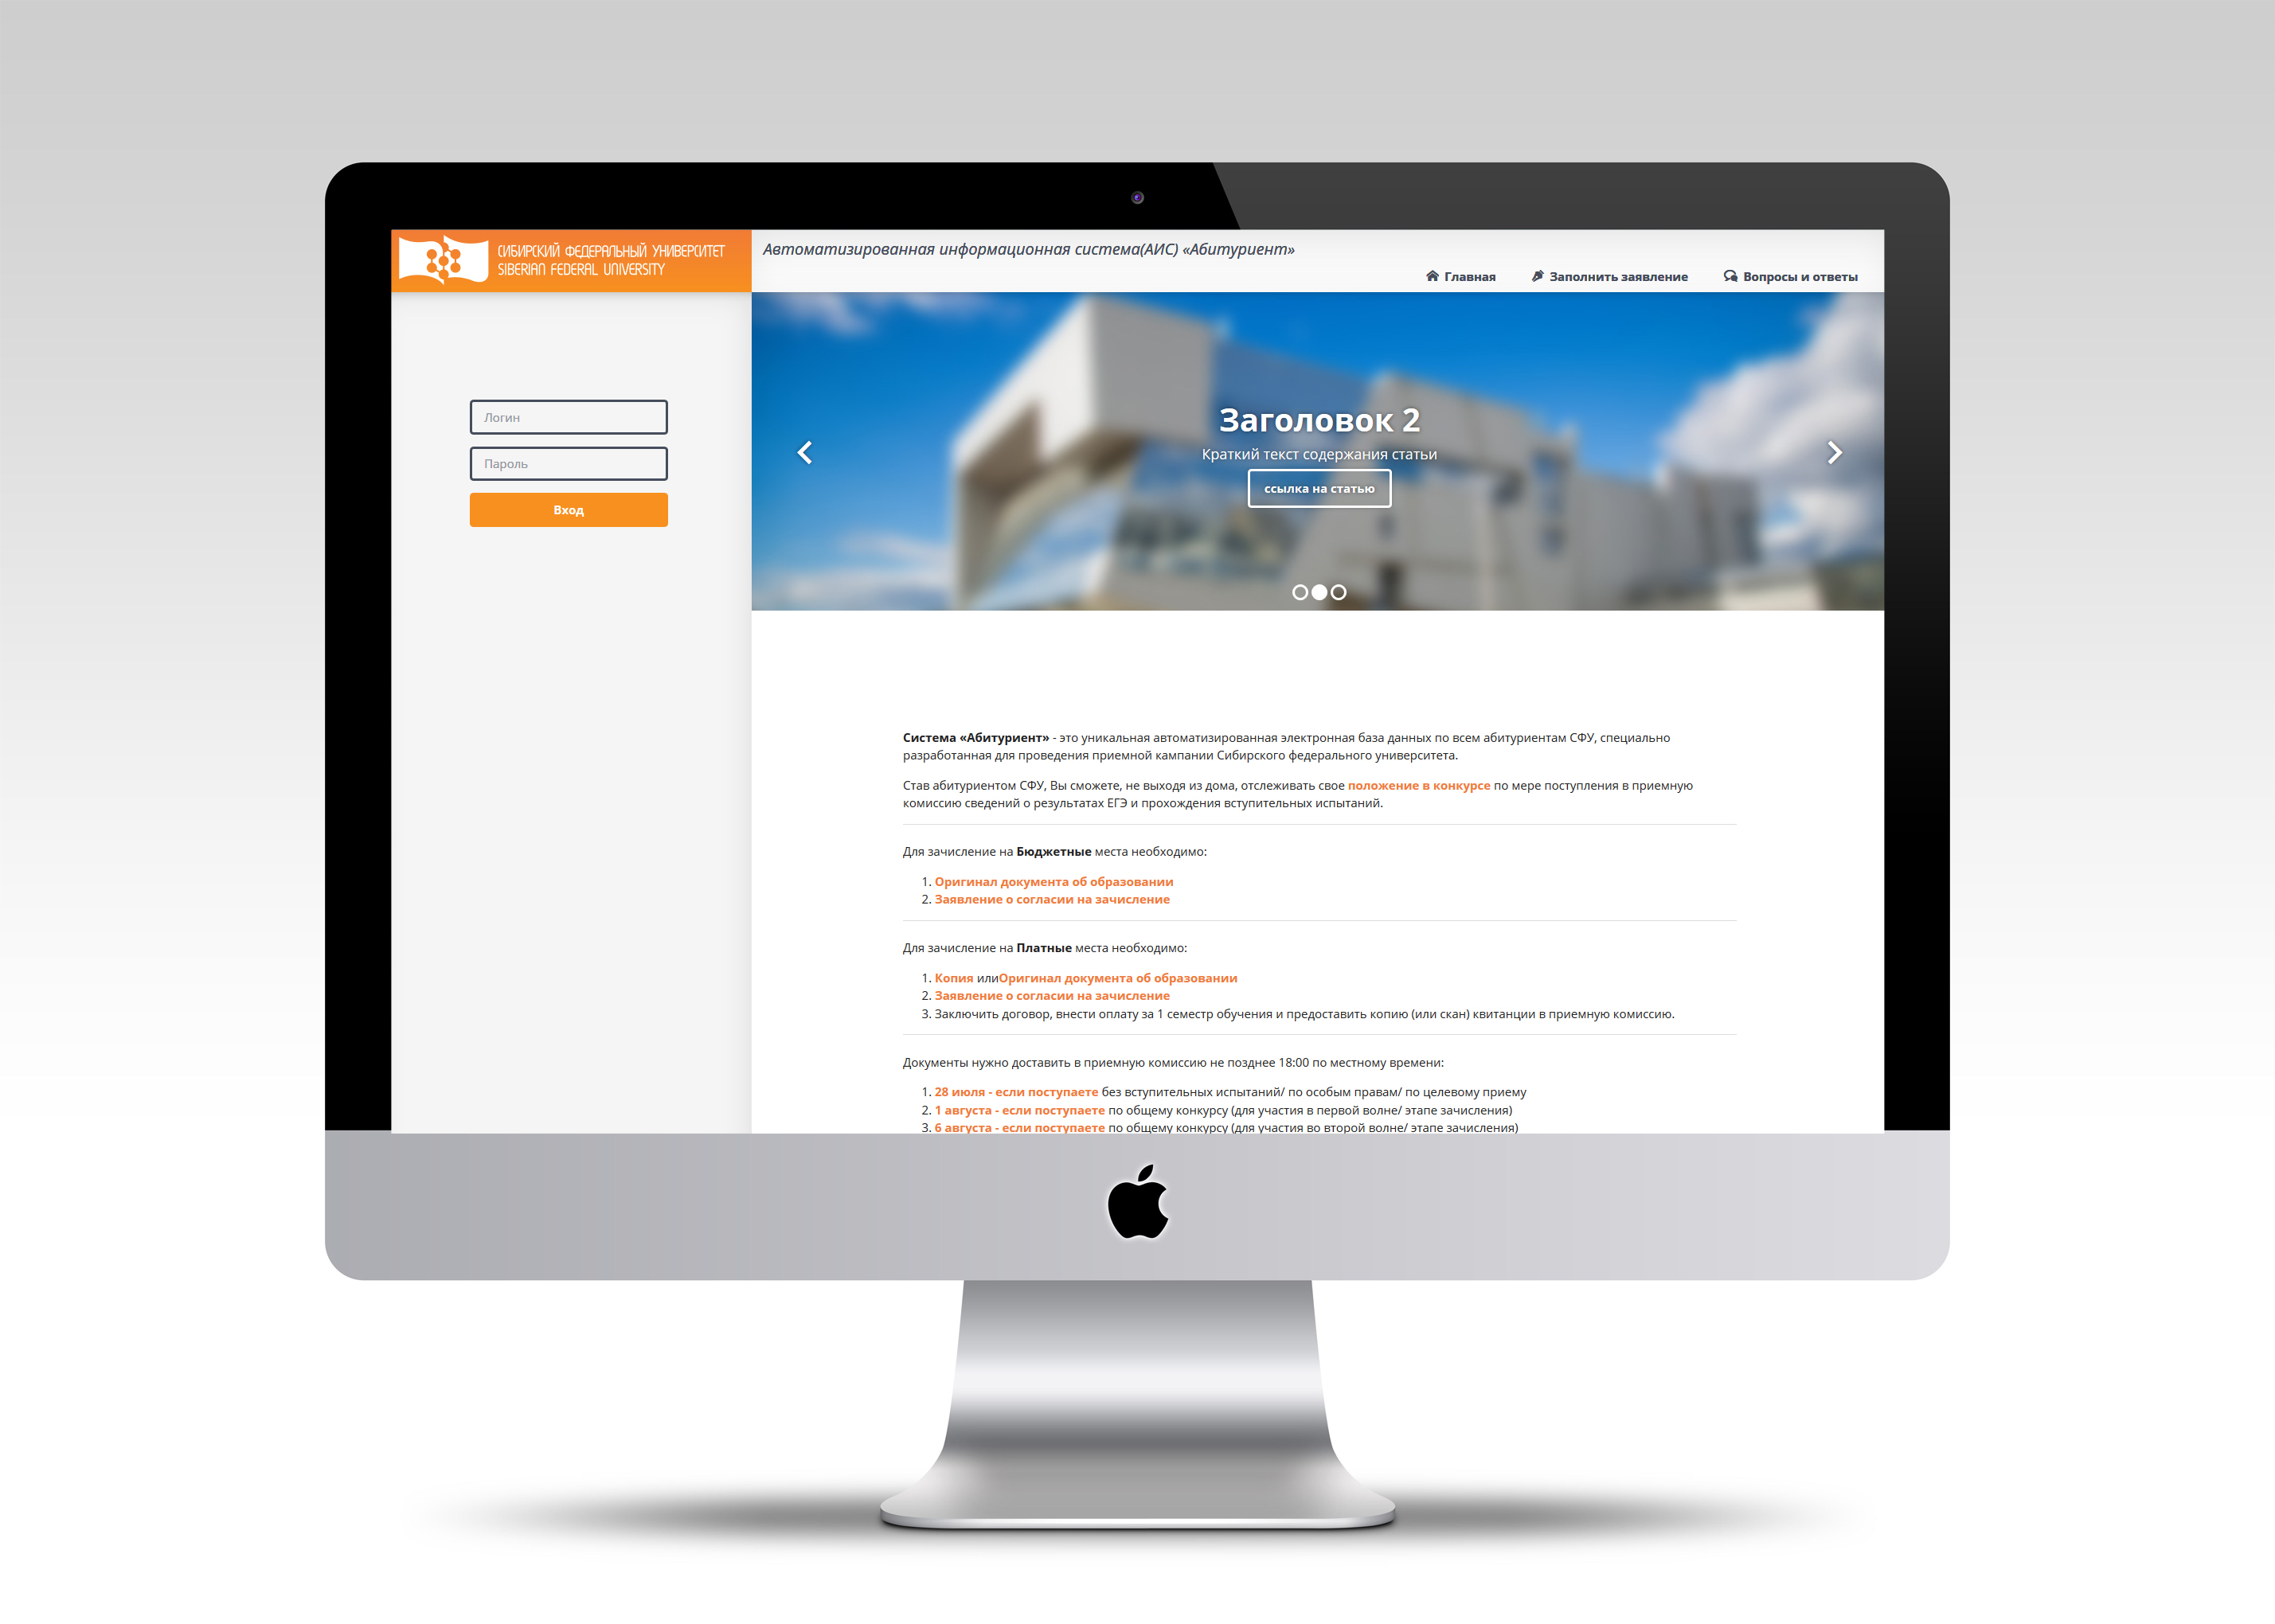 СИБИРСКИЙ ФЕДЕРАЛЬНЫЙ УНИВЕРСИТЕТ
SIBERIAN FEDERAL UNIVERSITY
Автоматизированная информационная система(АИС) «Абитуриент»
Главная
Заполнить заявление
Вопросы и ответы
Логин
Пароль
Вход
Заголовок 2
Краткий текст содержания статьи
ссылка на статью
Система «Абитуриент» - это уникальная автоматизированная электронная база данных по всем абитуриентам СФУ, специально
разработанная для проведения приемной кампании Сибирского федерального университета.
Став абитуриентом СФУ, Вы сможете, не выходя из дома, отслеживать свое положение в конкурсе по мере поступления в приемную
комиссию сведений о результатах ЕГЭ и прохождения вступительных испытаний.
Для зачисление на Бюджетные места необходимо:
1. Оригинал документа об образовании
2. Заявление о согласии на зачисление
Для зачисление на Платные места необходимо:
1. Копия илиОригинал документа об образовании
2. Заявление о согласии на зачисление
3. Заключить договор, внести оплату за 1 семестр обучения и предоставить копию (или скан) квитанции в приемную комиссию.
Документы нужно доставить в приемную комиссию не позднее 18:00 по местному времени:
1. 28 июля - если поступаете без вступительных испытаний/ по особым правам/ по целевому приему
2. 1 августа - если поступаете по общему конкурсу (для участия в первой волне/ этапе зачисления)
3. 6 августа - если поступаете по общему конкурсу (для участия во второй волне/ этапе зачисления)